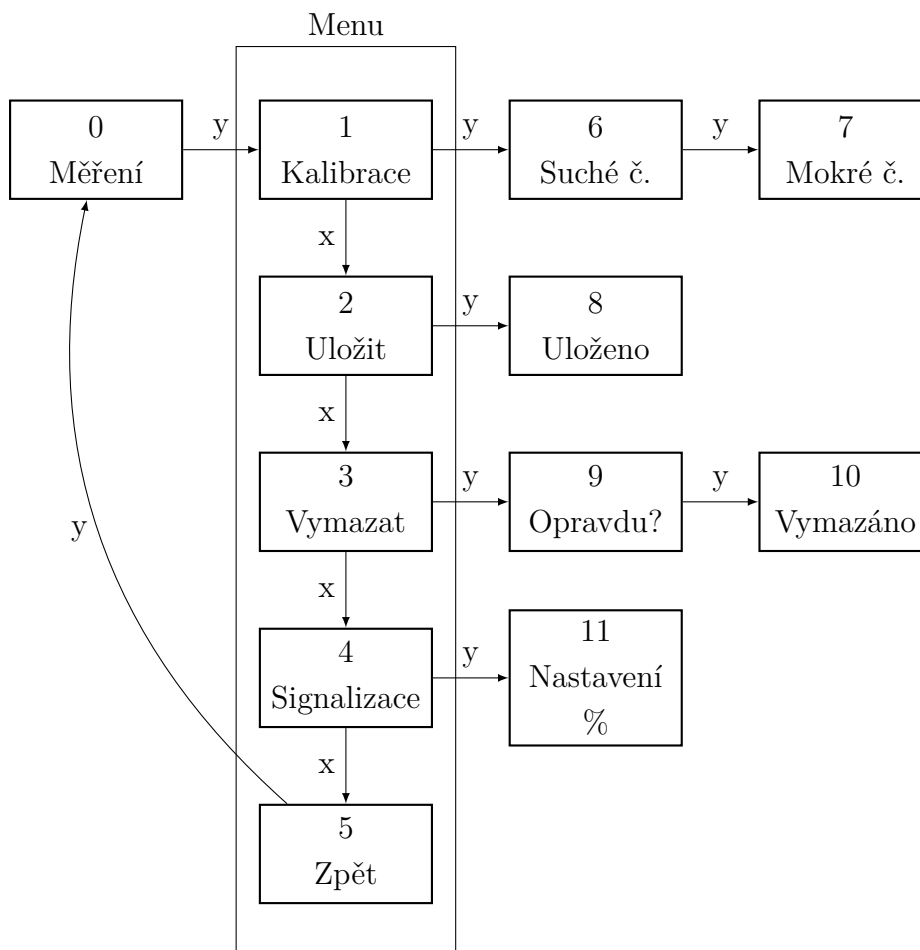 Menu
0
Měření
y
1
Kalibrace
y
6
Suché č.
y
7
Mokré č.
x
2
Uložit
y
8
Uloženo
x
3
Vymazat
y
9
Opravdu?
y
10
Vymazáno
y
x
4
Signalizace
y
11
Nastavení
%
x
5
Zpět